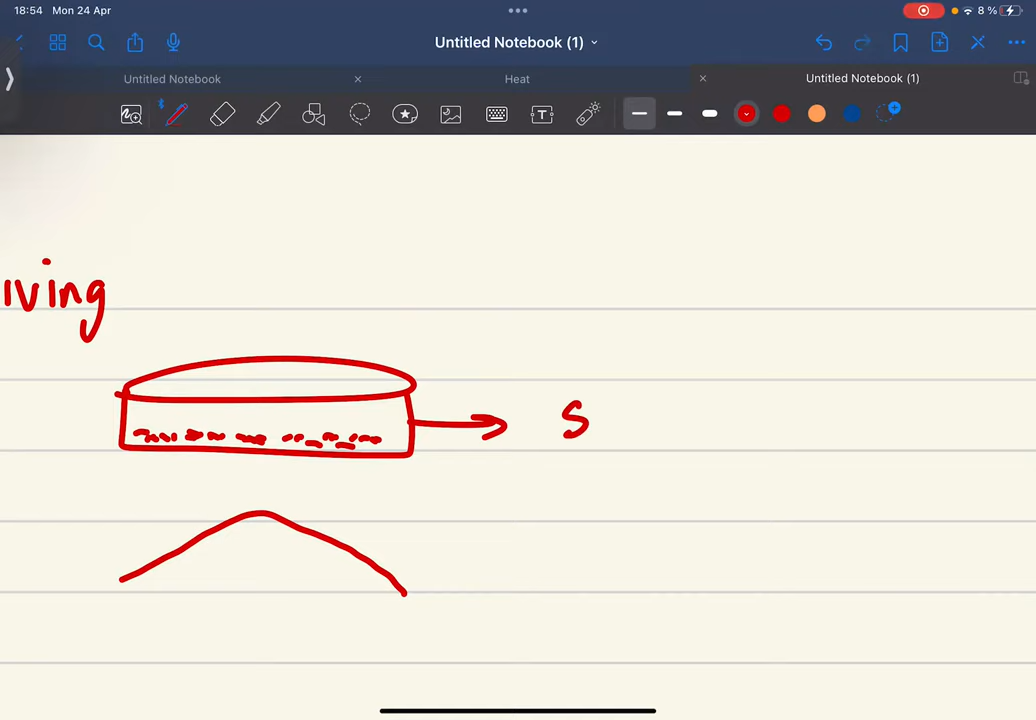 18:54 Mon 24 Apr
8 %
Untitled Notebook (1)
Untitled Notebook
Heat
Untitled Notebook (1)
T
iving
S